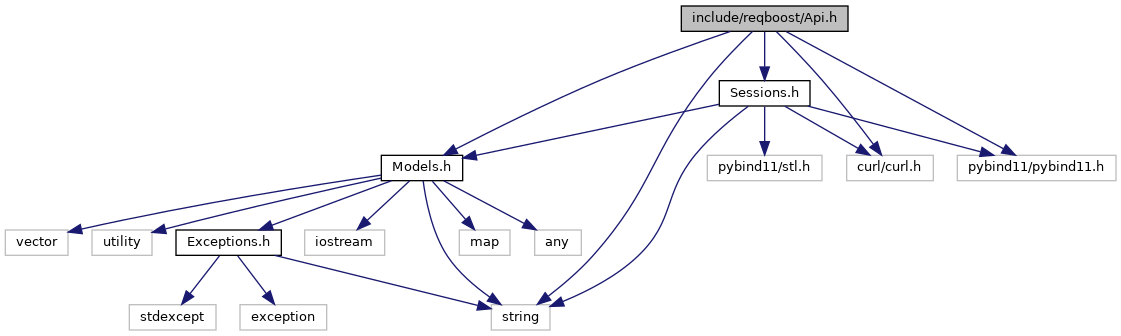 include/reqboost/Api.h
Sessions.h
Models.h
pybind11/stl.h
curl/curl.h
pybind11/pybind11.h
vector
utility
Exceptions.h
iostream
map
any
stdexcept
exception
string